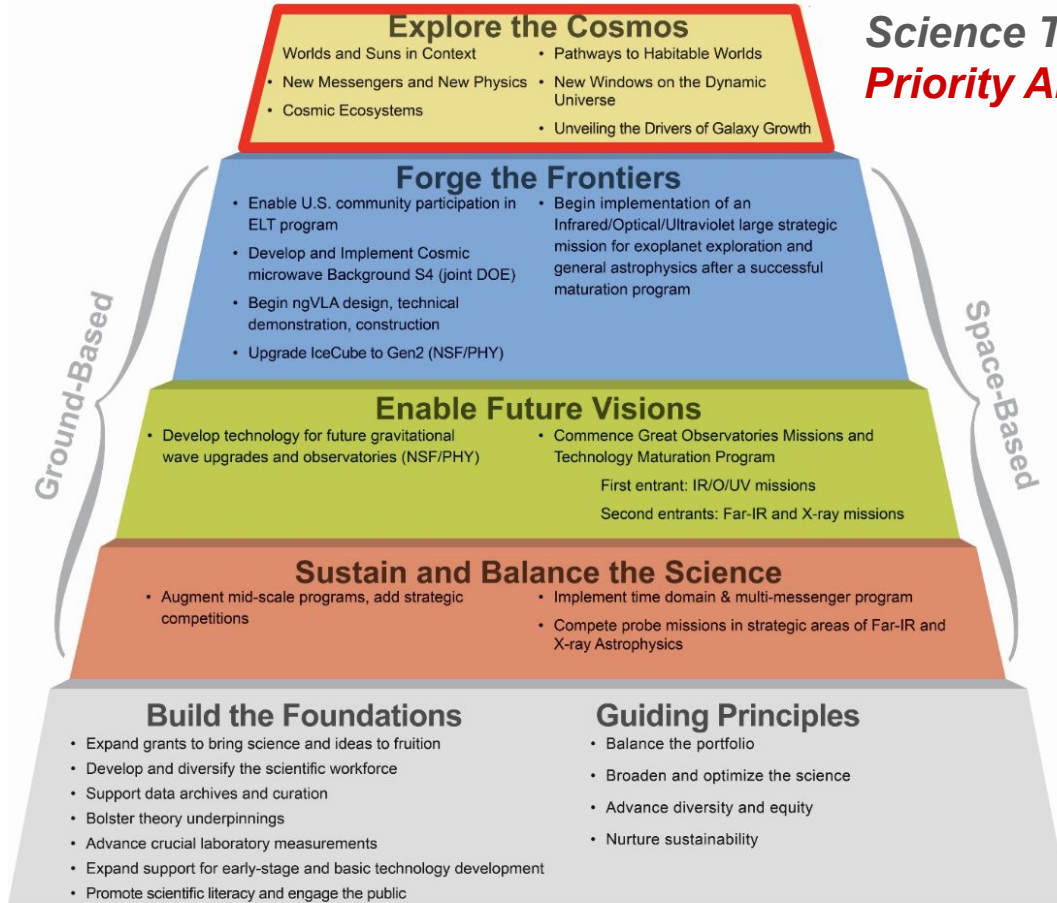 Explore the Cosmos
Worlds and Suns in Context
• New Messengers and New Physics
• Cosmic Ecosystems
• Pathways to Habitable Worlds
• New Windows on the Dynamic
Universe
• Unveiling the Drivers of Galaxy Growth
Science T
Priority
Forge the Frontiers
• Enable U.S. community participation in
ELT program
• Develop and Implement Cosmic
microwave Background S4 (joint DOE)
• Begin ngVLA design, technical
demonstration, construction
• Upgrade IceCube to Gen2 (NSF/PHY)
• Begin implementation of an
Infrared/Optical/Ultraviolet large strategic
mission for exoplanet exploration and
general astrophysics after a successful
maturation program
Ground-Based
Space-Based
Enable Future Visions
• Develop technology for future gravitational
wave upgrades and observatories (NSF/PHY)
• Commence Great Observatories Missions and
Technology Maturation Program
First entrant: IR/O/UV missions
Second entrants: Far-IR and X-ray missions
Sustain and Balance the Science
• Augment mid-scale programs, add strategic
competitions
• Implement time domain & multi-messenger program
• Compete probe missions in strategic areas of Far-IR and
X-ray Astrophysics
Build the Foundations
• Expand grants to bring science and ideas to fruition
• Develop and diversify the scientific workforce
• Support data archives and curation
• Bolster theory underpinnings
• Advance crucial laboratory measurements
• Expand support for early-stage and basic technology development
• Promote scientific literacy and engage the public
Guiding Principles
• Balance the portfolio
• Broaden and optimize the science
• Advance diversity and equity
• Nurture sustainability